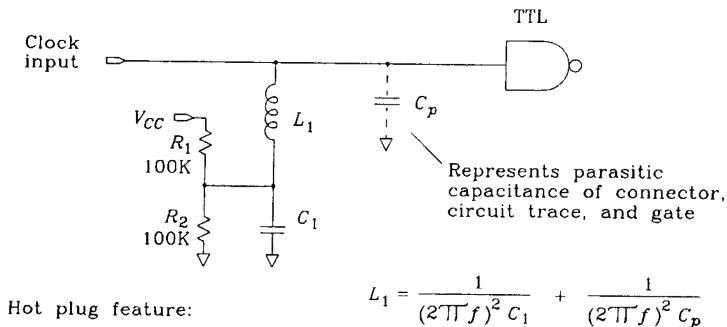 TTL
Clock
input
V_CC
R_1
100K
R_2
100K
L_1
C_1
C_p
Represents parasitic
capacitance of connector,
circuit trace, and gate
Hot plug feature:
L_1 = 1 / (2πf)^2 C_1 + 1 / (2πf)^2 C_p